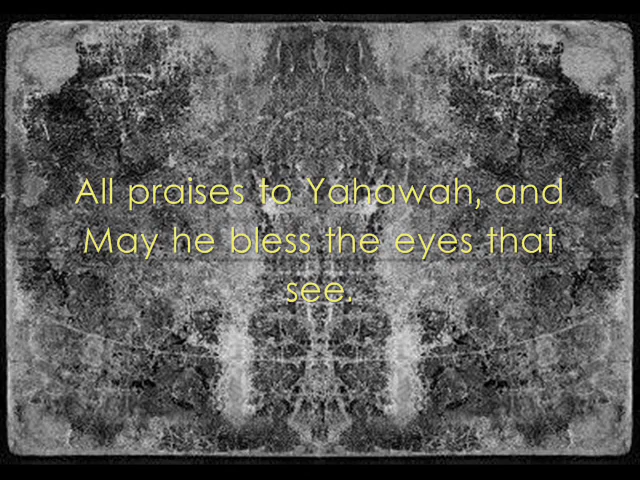 All praises to Yahawah, and
May he bless the eyes that
see.